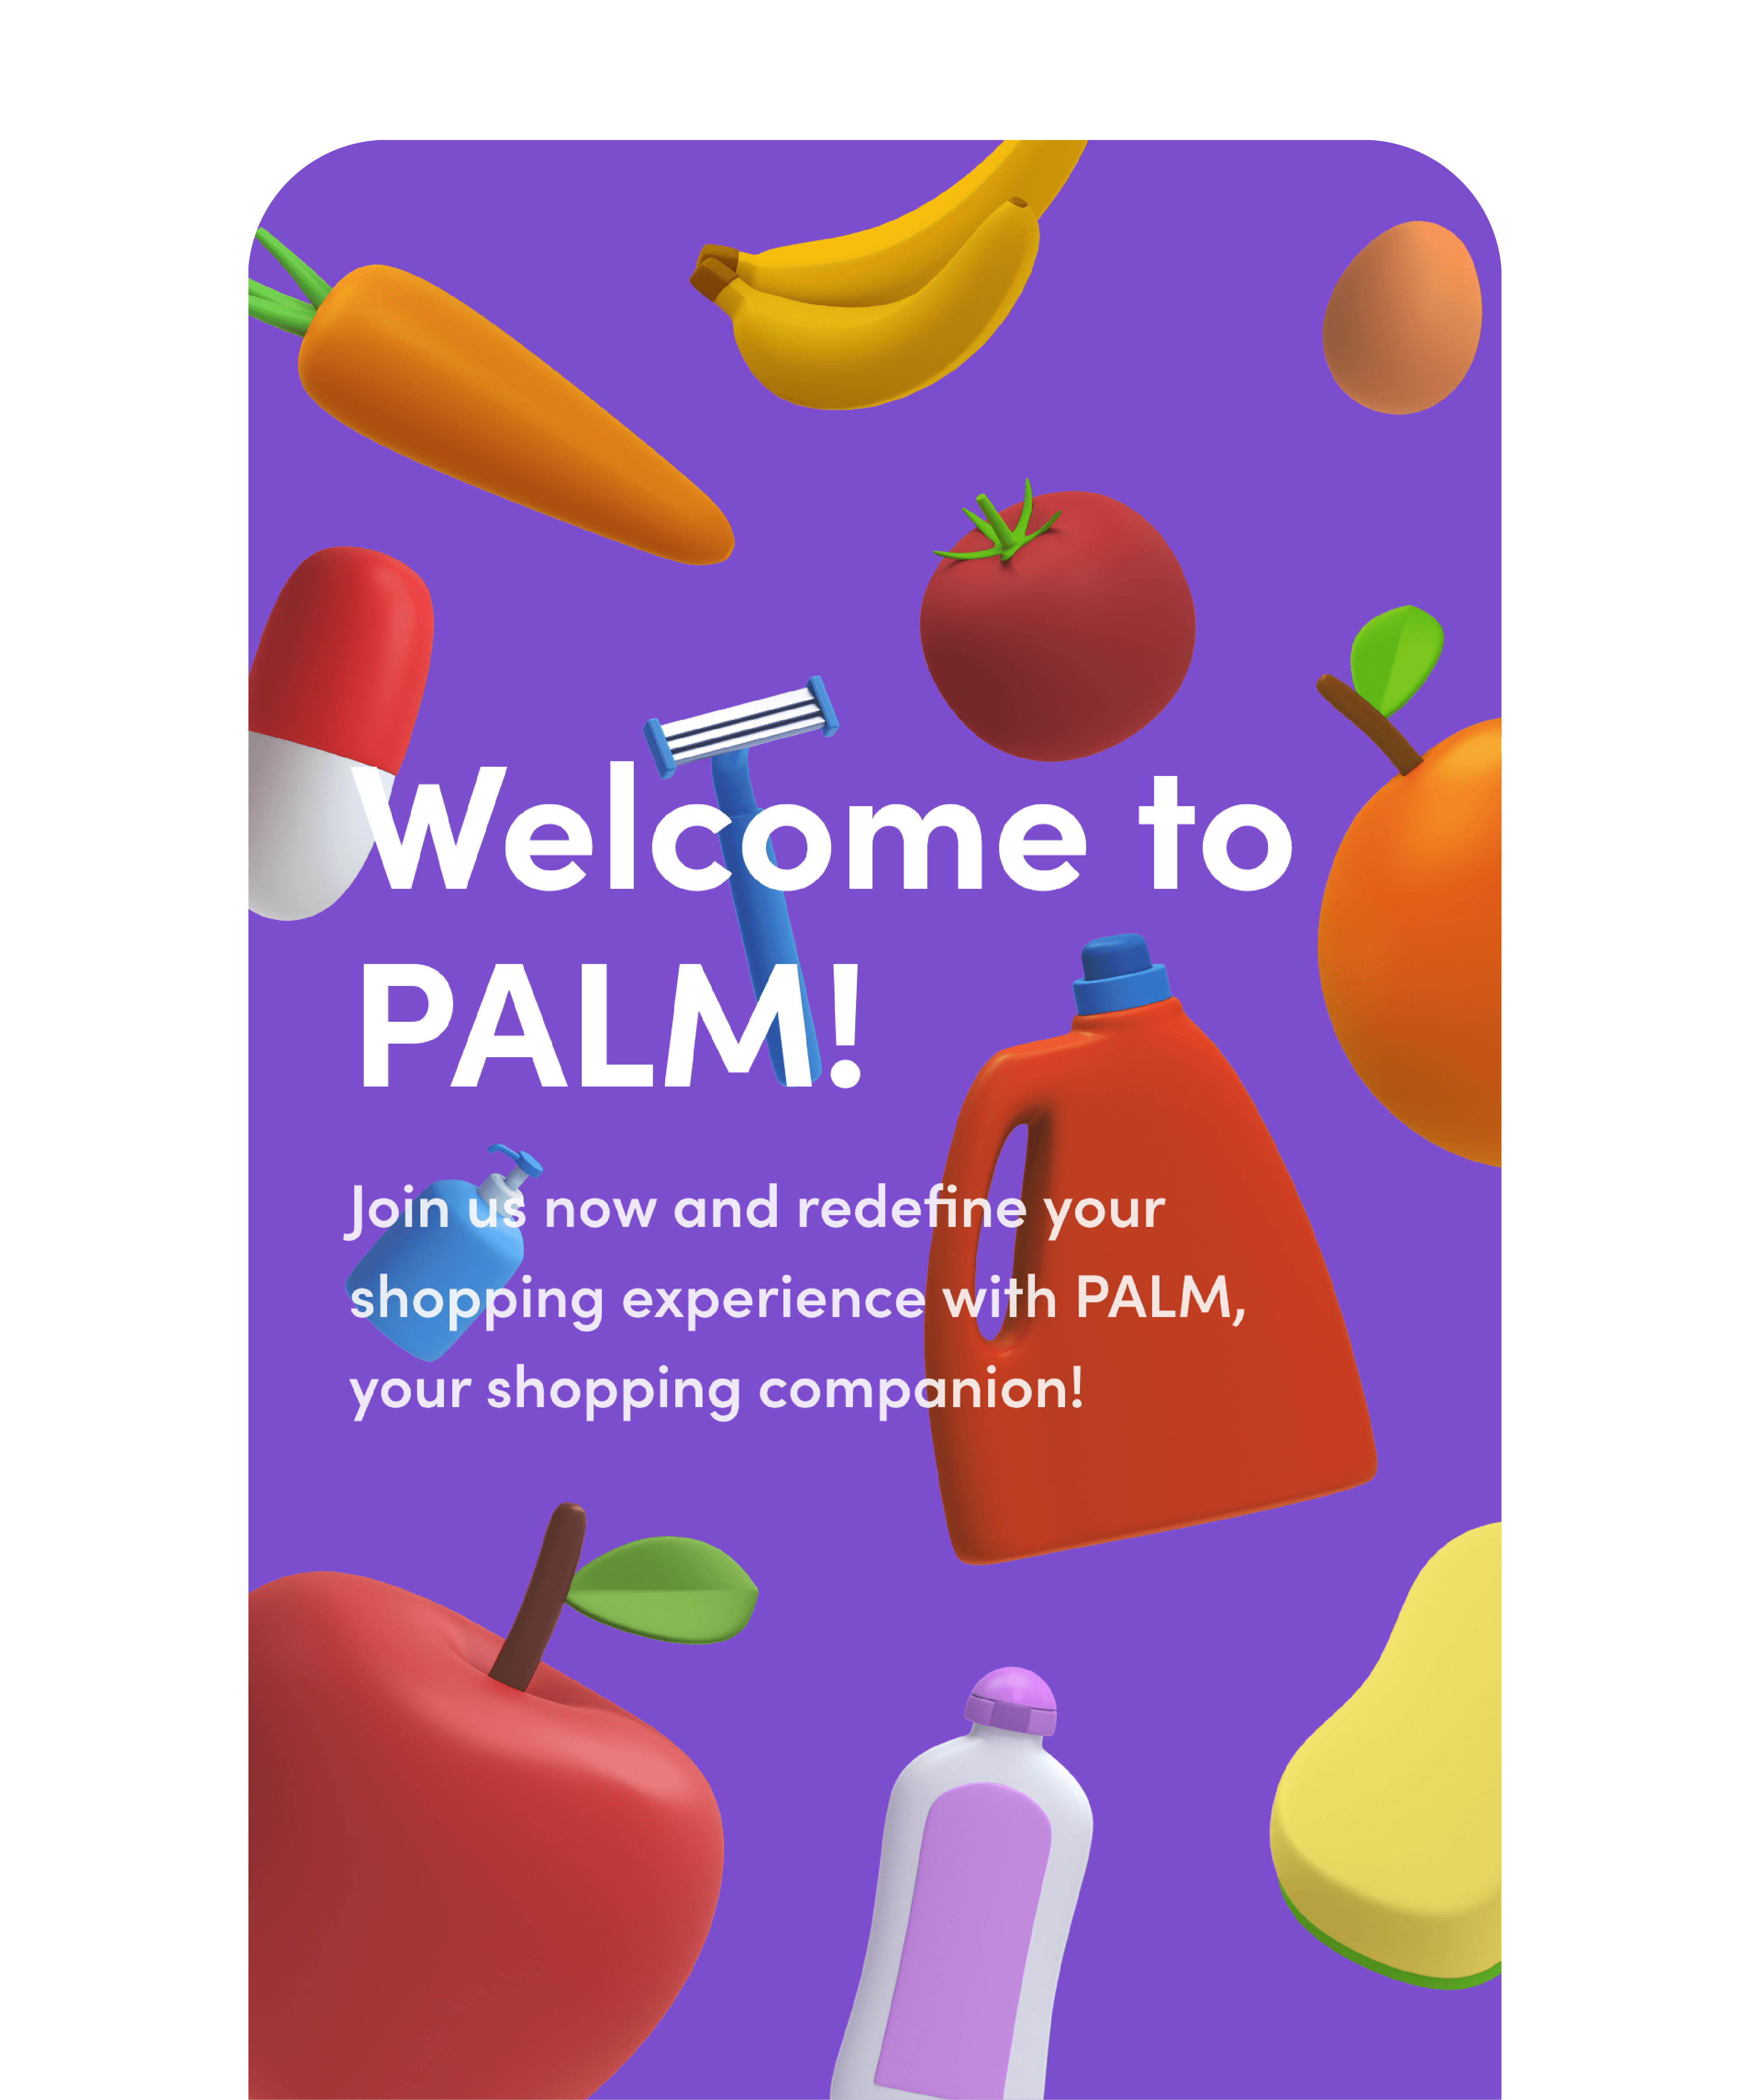 Welcome to
PALM!
Join us now and redefine your
shopping experience with PALM,
your shopping companion!